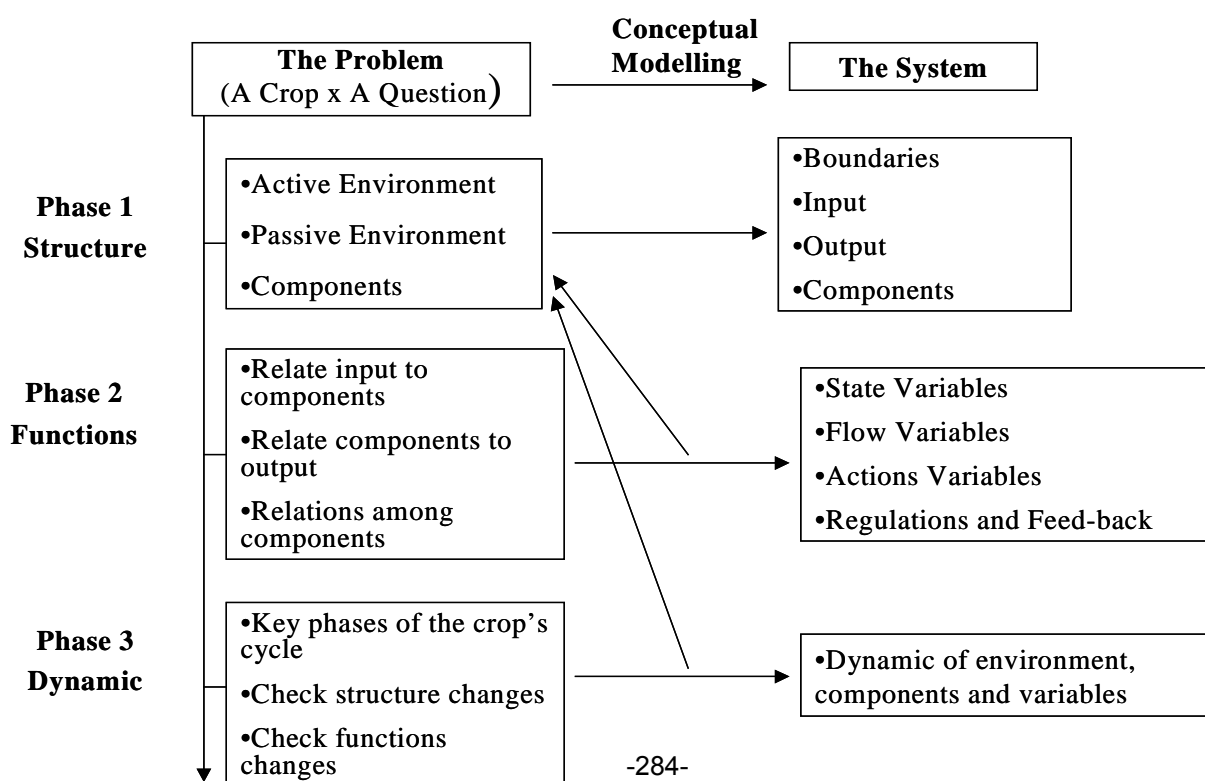 Conceptual
Modelling
The Problem
(A Crop x A Question)
The System
Phase 1
Structure
•Active Environment
•Passive Environment
•Components
•Boundaries
•Input
•Output
•Components
Phase 2
Functions
•Relate input to
components
•Relate components to
output
•Relations among
components
•State Variables
•Flow Variables
•Actions Variables
•Regulations and Feed-back
Phase 3
Dynamic
•Key phases of the crop’s
cycle
•Check structure changes
•Check functions
changes
•Dynamic of environment,
components and variables
-284-